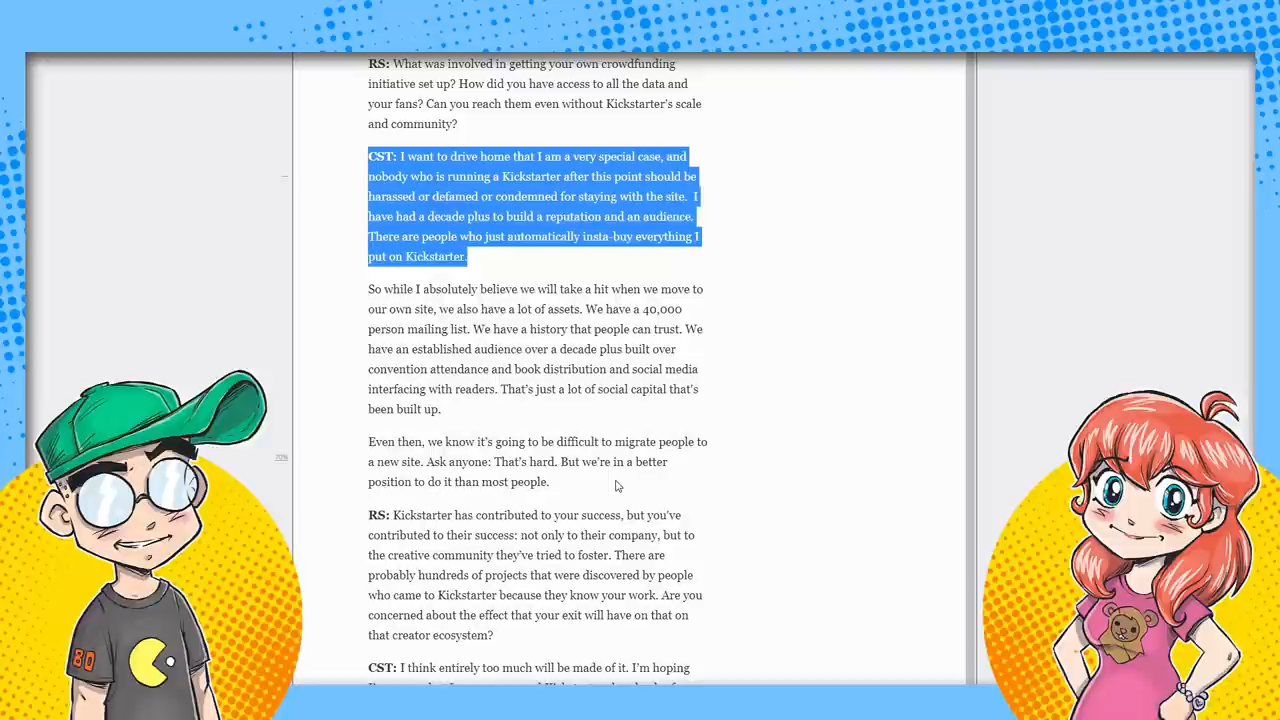 RS: What was involved in getting your own crowdfunding
initiative set up? How did you have access to all the data and
your fans? Can you reach them even without Kickstarter's scale
and community?
CST: I want to drive home that I am a very special case, and
nobody who is running a Kickstarter after this point should be
harassed or defamed or condemned for staying with the site.  I
have had a decade plus to build a reputation and an audience.
There are people who just automatically insta-buy everything I
put on Kickstarter.
So while I absolutely believe we will take a hit when we move to
our own site, we also have a lot of assets. We have a 40,000
person mailing list. We have a history that people can trust. We
have an established audience over a decade plus built over
convention attendance and book distribution and social media
interfacing with readers. That's just a lot of social capital that's
been built up.
70%
Even then, we know it's going to be difficult to migrate people to
a new site. Ask anyone: That's hard. But we're in a better
position to do it than most people.
RS: Kickstarter has contributed to your success, but you've
contributed to their success: not only to their company, but to
the creative community they've tried to foster. There are
probably hundreds of projects that were discovered by people
who came to Kickstarter because they know your work. Are you
concerned about the effect that your exit will have on that on
that creator ecosystem?
CST: I think entirely too much will be made of it. I'm hoping
80